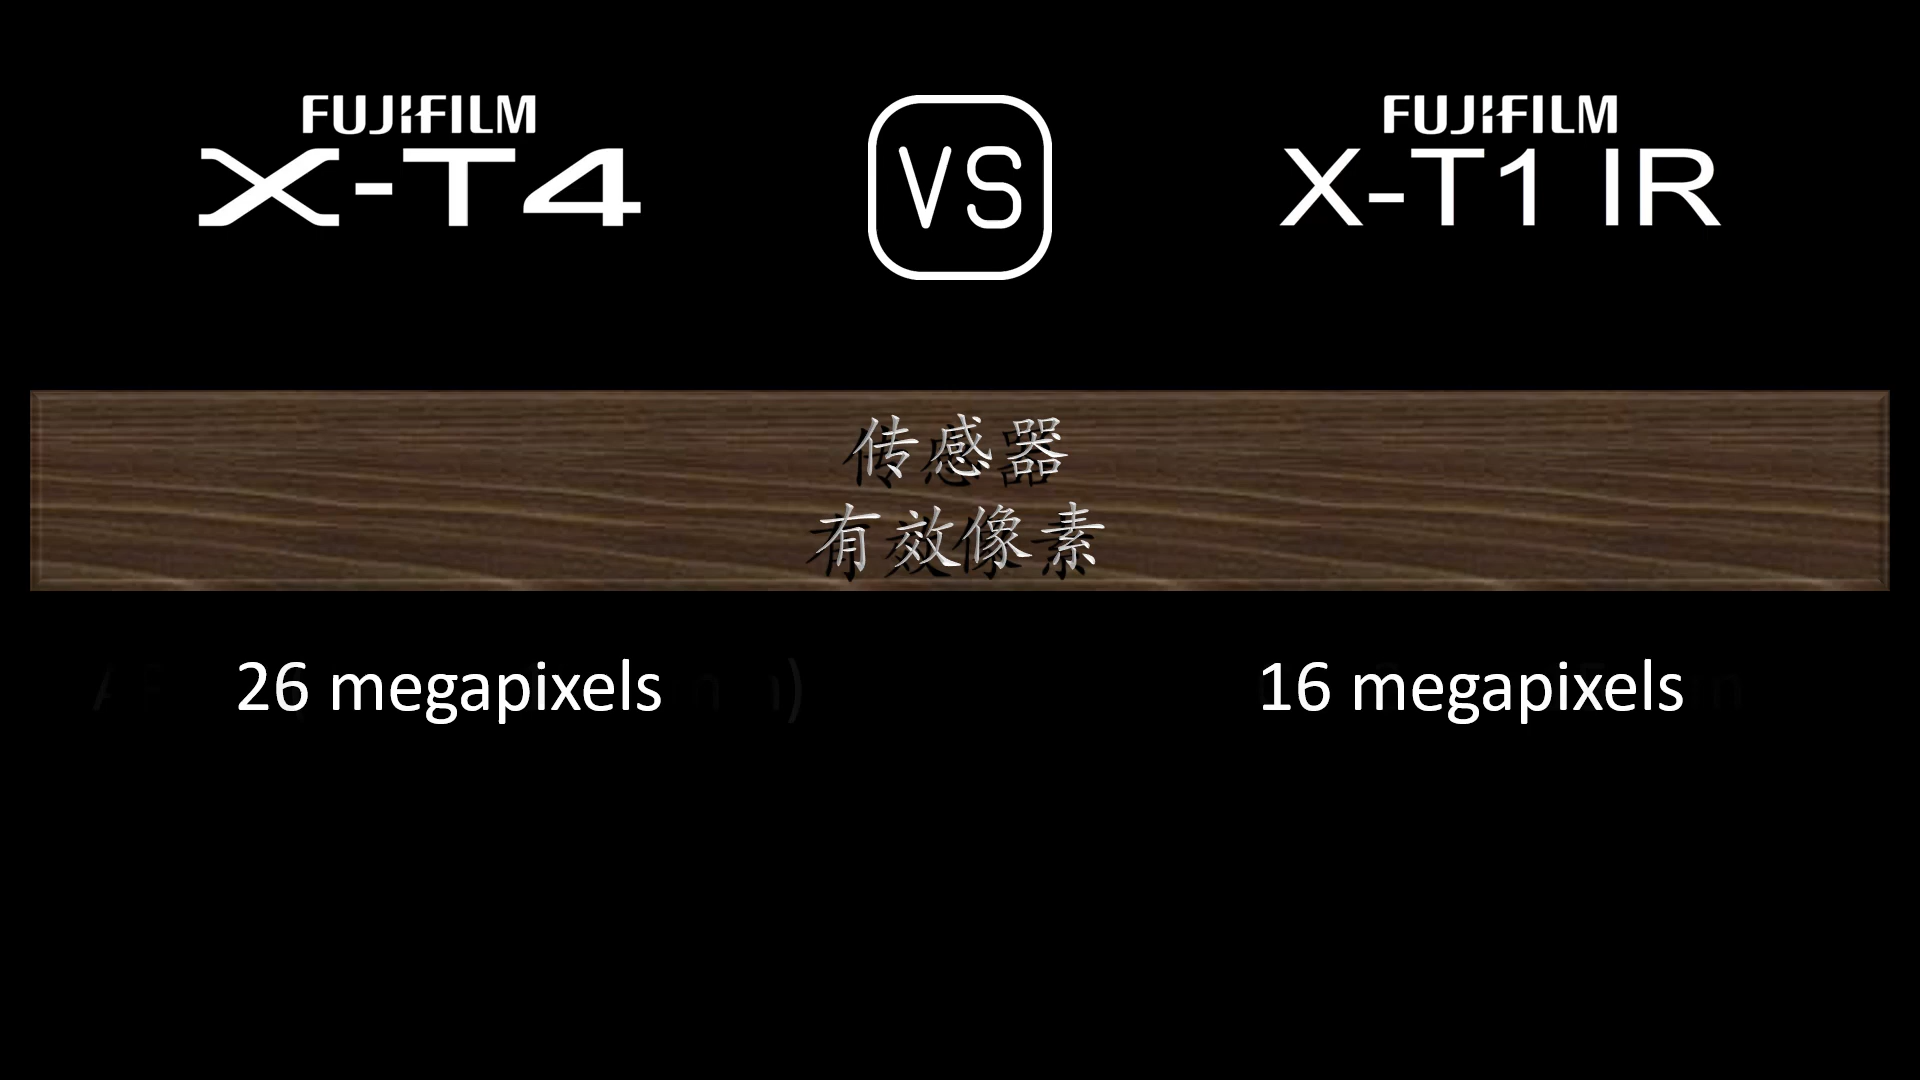 FUJIFILM
X-T4
VS
FUJIFILM
X-T1 IR
传感器
有效像素
26 megapixels
16 megapixels